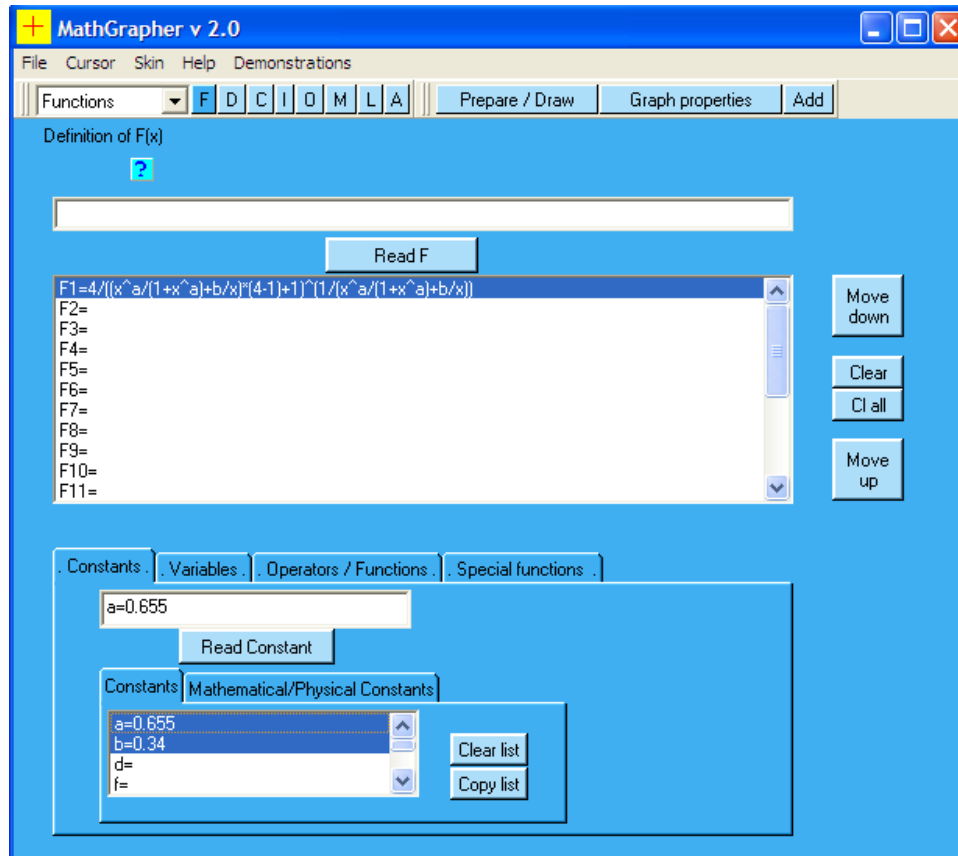 MathGrapher v 2.0
File Cursor Skin Help Demonstrations
Functions F D C I O M L A Prepare / Draw Graph properties Add
Definition of F(x)
?
Read F
F1=4/((x^a/(1+x^a)+b/x)*(4-1)+1)^(1/(x^a/(1+x^a)+b/x))
F2=
F3=
F4=
F5=
F6=
F7=
F8=
F9=
F10=
F11=
Move
down
Clear
Cl all
Move
up
. Constants . . Variables . . Operators / Functions . . Special functions .
a=0.655
Read Constant
Constants Mathematical/Physical Constants
a=0.655
b=0.34
d=
f=
Clear list
Copy list